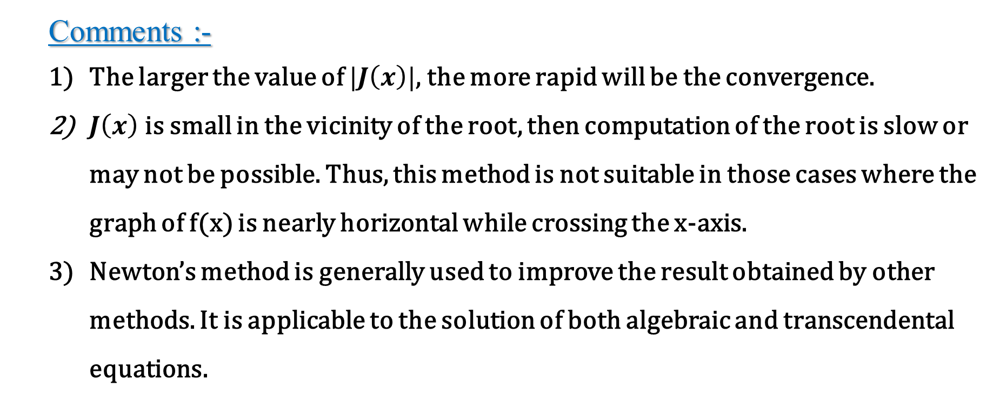 Comments :-
1) The larger the value of |J(x)|, the more rapid will be the convergence.
2) J(x) is small in the vicinity of the root, then computation of the root is slow or
may not be possible. Thus, this method is not suitable in those cases where the
graph of f(x) is nearly horizontal while crossing the x-axis.
3) Newton’s method is generally used to improve the result obtained by other
methods. It is applicable to the solution of both algebraic and transcendental
equations.